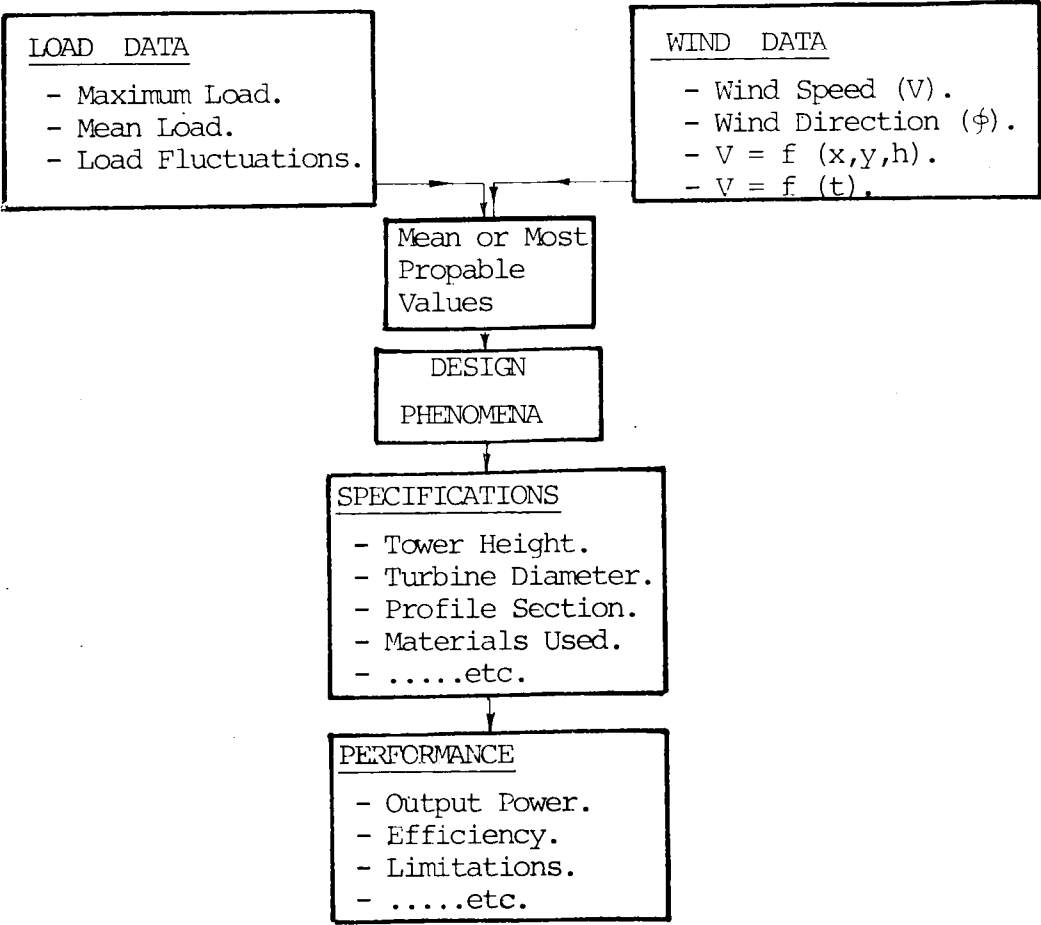 LOAD DATA
- Maximum Load.
- Mean Load.
- Load Fluctuations.
WIND DATA
- Wind Speed (V).
- Wind Direction (ϕ).
- V = f (x,y,h).
- V = f (t).
Mean or Most
Propable
Values
DESIGN
PHENOMENA
SPECIFICATIONS
- Tower Height.
- Turbine Diameter.
- Profile Section.
- Materials Used.
- .....etc.
PERFORMANCE
- Output Power.
- Efficiency.
- Limitations.
- .....etc.